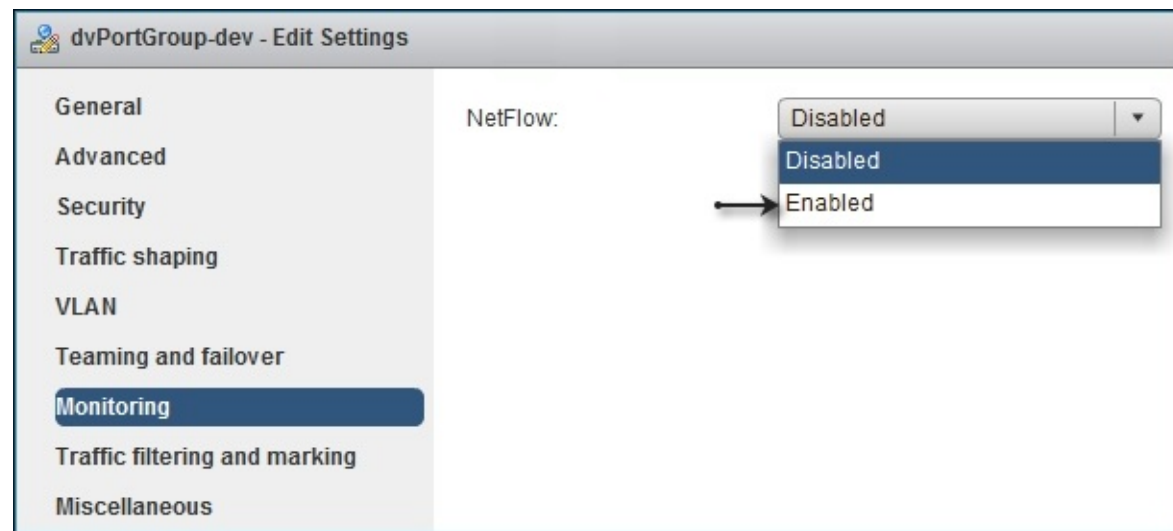 dvPortGroup-dev - Edit Settings
General
Advanced
Security
Traffic shaping
VLAN
Teaming and failover
Monitoring
Traffic filtering and marking
Miscellaneous
NetFlow:
Disabled
Disabled
Enabled